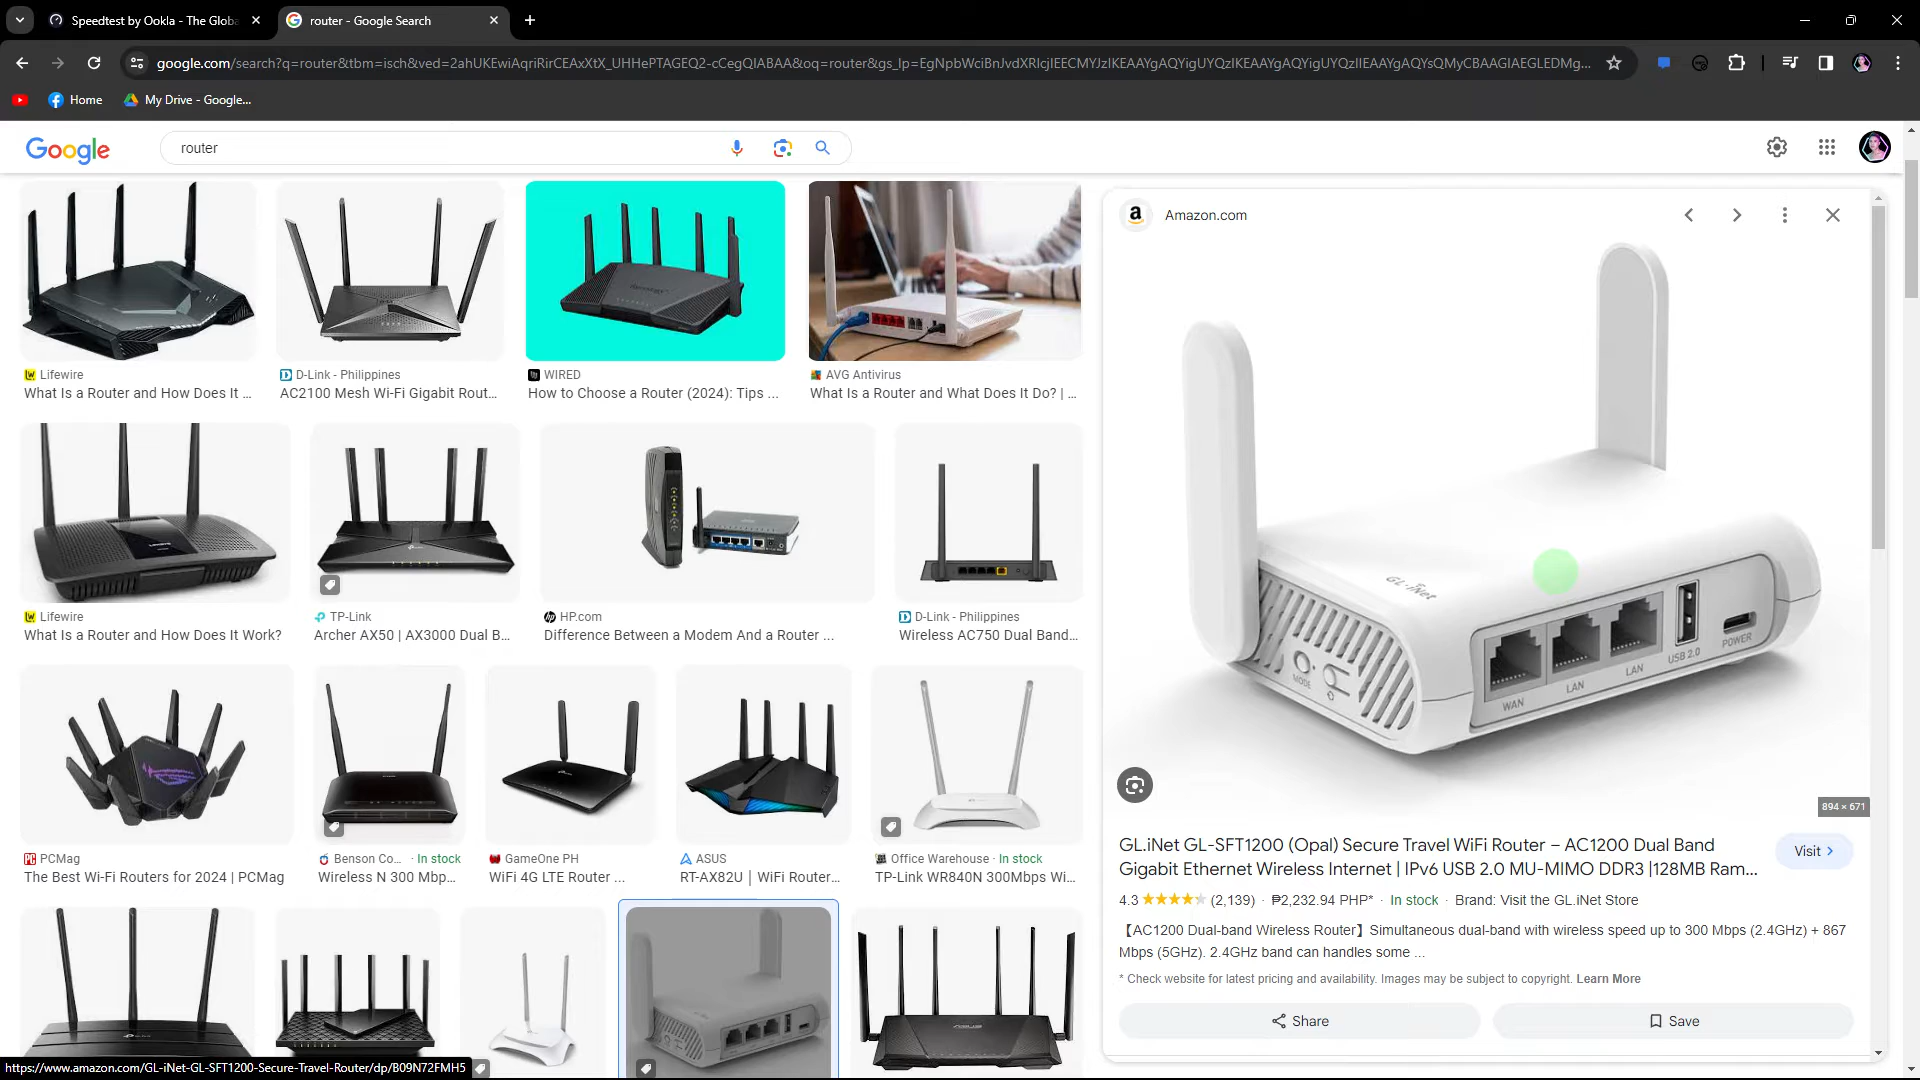 Speedtest by Ookla - The Globa
router - Google Search
google.com/search?q=router&tbm=isch&ved=2ahUKEwiAqriRirCEAxXtX_UHHePTAGEQ2-cCegQIABAA&oq=router&gs_lp=EgNpbWciBnJvdXRlcjIEECMYJzIKEAAYgAQYigUYQzIKEAAYgAQYigUYQzIIEAAYgAQYsQMyCBAAGIAEGLEDMg...
Home
My Drive - Google...
Google
router
Lifewire
What Is a Router and How Does It ...
D-Link - Philippines
AC2100 Mesh Wi-Fi Gigabit Rout...
WIRED
How to Choose a Router (2024): Tips ...
AVG Antivirus
What Is a Router and What Does It Do? | ...
Lifewire
What Is a Router and How Does It Work?
TP-Link
Archer AX50 | AX3000 Dual B...
HP.com
Difference Between a Modem And a Router ...
D-Link - Philippines
Wireless AC750 Dual Band...
PCMag
The Best Wi-Fi Routers for 2024 | PCMag
Benson Co... · In stock
Wireless N 300 Mbp...
GameOne PH
WiFi 4G LTE Router ...
ASUS
RT-AX82U | WiFi Router...
Office Warehouse · In stock
TP-Link WR840N 300Mbps Wi...
Amazon.com
GL·iNet
MODE
WAN
LAN
LAN
USB 2.0
POWER
894 × 671
GL.iNet GL-SFT1200 (Opal) Secure Travel WiFi Router – AC1200 Dual Band
Gigabit Ethernet Wireless Internet | IPv6 USB 2.0 MU-MIMO DDR3 |128MB Ram...
Visit
4.3 ★★★★★ (2,139) · ₱2,232.94 PHP* · In stock · Brand: Visit the GL.iNet Store
【AC1200 Dual-band Wireless Router】Simultaneous dual-band with wireless speed up to 300 Mbps (2.4GHz) + 867
Mbps (5GHz). 2.4GHz band can handles some ...
* Check website for latest pricing and availability. Images may be subject to copyright. Learn More
Share
Save
https://www.amazon.com/GL-iNet-GL-SFT1200-Secure-Travel-Router/dp/B09N72FMH5